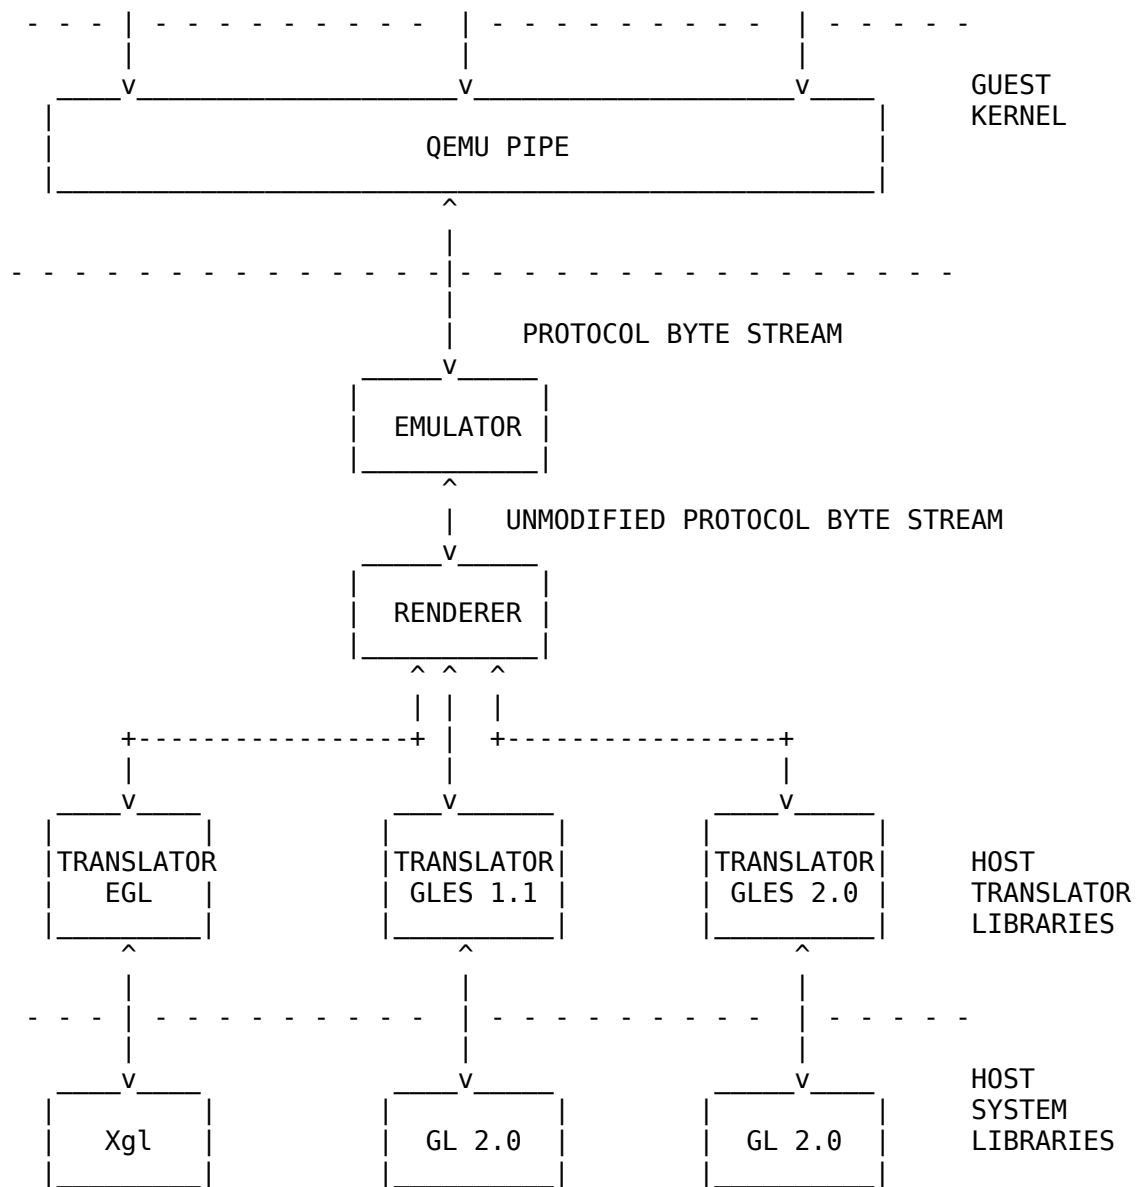 GUEST
KERNEL
QEMU PIPE
PROTOCOL BYTE STREAM
EMULATOR
UNMODIFIED PROTOCOL BYTE STREAM
RENDERER
TRANSLATOR TRANSLATOR TRANSLATOR HOST
EGL GLES 1.1 GLES 2.0 TRANSLATOR
LIBRARIES
HOST
SYSTEM
Xgl GL 2.0 GL 2.0 LIBRARIES